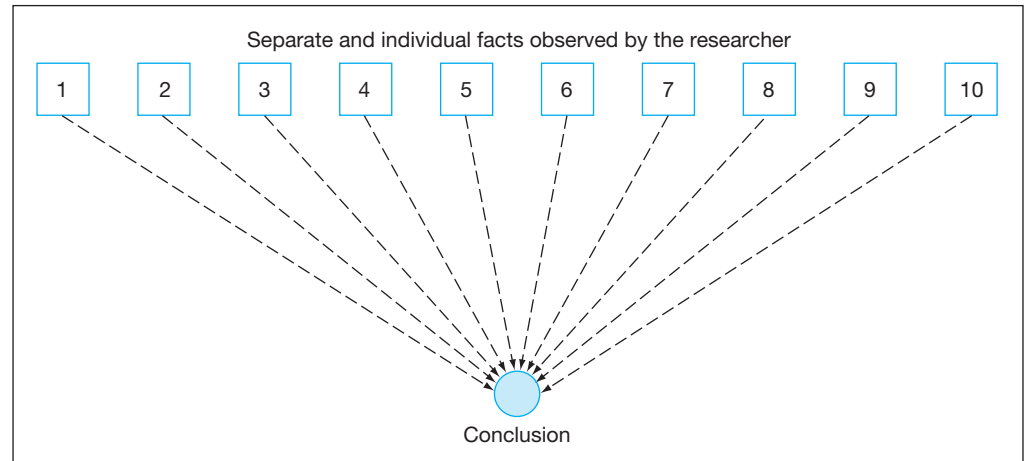 Separate and individual facts observed by the researcher
1 2 3 4 5 6 7 8 9 10
Conclusion